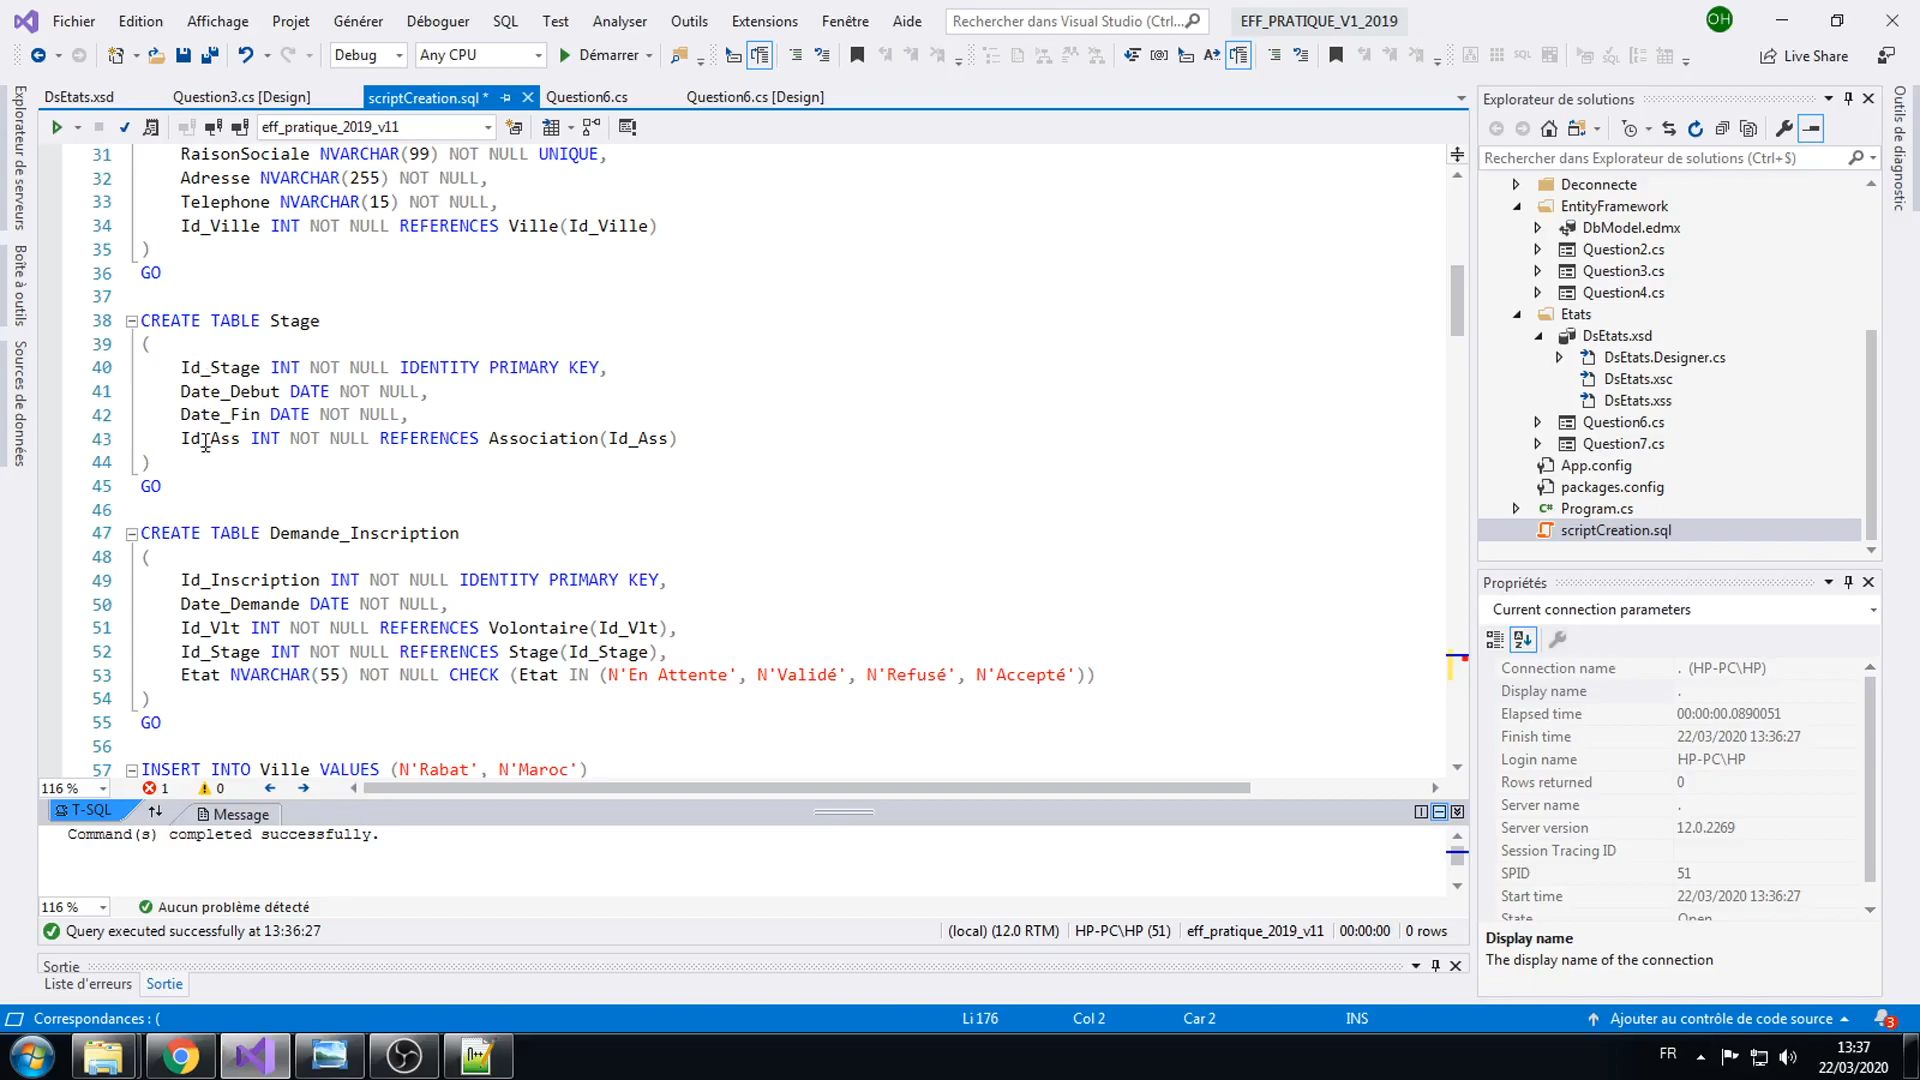 Fichier Edition Affichage Projet Générer Déboguer SQL Test Analyser Outils Extensions Fenêtre Aide Rechercher dans Visual Studio (Ctrl... EFF_PRATIQUE_V1_2019 OH
Debug Any CPU Démarrer Live Share
DsEtats.xsd Question3.cs [Design] scriptCreation.sql * Question6.cs Question6.cs [Design]
eff_pratique_2019_v11
31 RaisonSociale NVARCHAR(99) NOT NULL UNIQUE,
32 Adresse NVARCHAR(255) NOT NULL,
33 Telephone NVARCHAR(15) NOT NULL,
34 Id_Ville INT NOT NULL REFERENCES Ville(Id_Ville)
35 )
36 GO
37
38 CREATE TABLE Stage
39 (
40 Id_Stage INT NOT NULL IDENTITY PRIMARY KEY,
41 Date_Debut DATE NOT NULL,
42 Date_Fin DATE NOT NULL,
43 Id_Ass INT NOT NULL REFERENCES Association(Id_Ass)
44 )
45 GO
46
47 CREATE TABLE Demande_Inscription
48 (
49 Id_Inscription INT NOT NULL IDENTITY PRIMARY KEY,
50 Date_Demande DATE NOT NULL,
51 Id_Vlt INT NOT NULL REFERENCES Volontaire(Id_Vlt),
52 Id_Stage INT NOT NULL REFERENCES Stage(Id_Stage),
53 Etat NVARCHAR(55) NOT NULL CHECK (Etat IN (N'En Attente', N'Validé', N'Refusé', N'Accepté'))
54 )
55 GO
56
57 INSERT INTO Ville VALUES (N'Rabat', N'Maroc')
116 % 1 0
T-SQL Message
Command(s) completed successfully.
116 % Aucun problème détecté
Query executed successfully at 13:36:27 (local) (12.0 RTM) HP-PC\HP (51) eff_pratique_2019_v11 00:00:00 0 rows
Sortie
Liste d'erreurs Sortie
Explorateur de serveurs
Boîte à outils
Sources de données
Explorateur de solutions
Rechercher dans Explorateur de solutions (Ctrl+$)
Deconnecte
EntityFramework
DbModel.edmx
Question2.cs
Question3.cs
Question4.cs
Etats
DsEtats.xsd
DsEtats.Designer.cs
DsEtats.xsc
DsEtats.xss
Question6.cs
Question7.cs
App.config
packages.config
C# Program.cs
scriptCreation.sql
Outils de diagnostic
Propriétés
Current connection parameters
Connection name . (HP-PC\HP)
Display name .
Elapsed time 00:00:00.0890051
Finish time 22/03/2020 13:36:27
Login name HP-PC\HP
Rows returned 0
Server name .
Server version 12.0.2269
Session Tracing ID
SPID 51
Start time 22/03/2020 13:36:27
State Open
Display name
The display name of the connection
Correspondances : ( Li 176 Col 2 Car 2 INS Ajouter au contrôle de code source 3
FR 13:37
22/03/2020